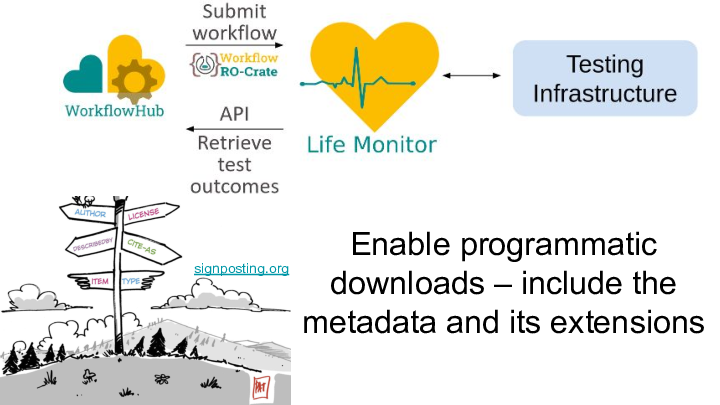 Submit
workflow
Workflow
RO-Crate
WorkflowHub
API
Retrieve
test
outcomes
Life Monitor
Testing
Infrastructure
AUTHOR
LICENSE
DESCRIBEDBY
CITE-AS
ITEM
TYPE
signposting.org
Enable programmatic
downloads – include the
metadata and its extensions